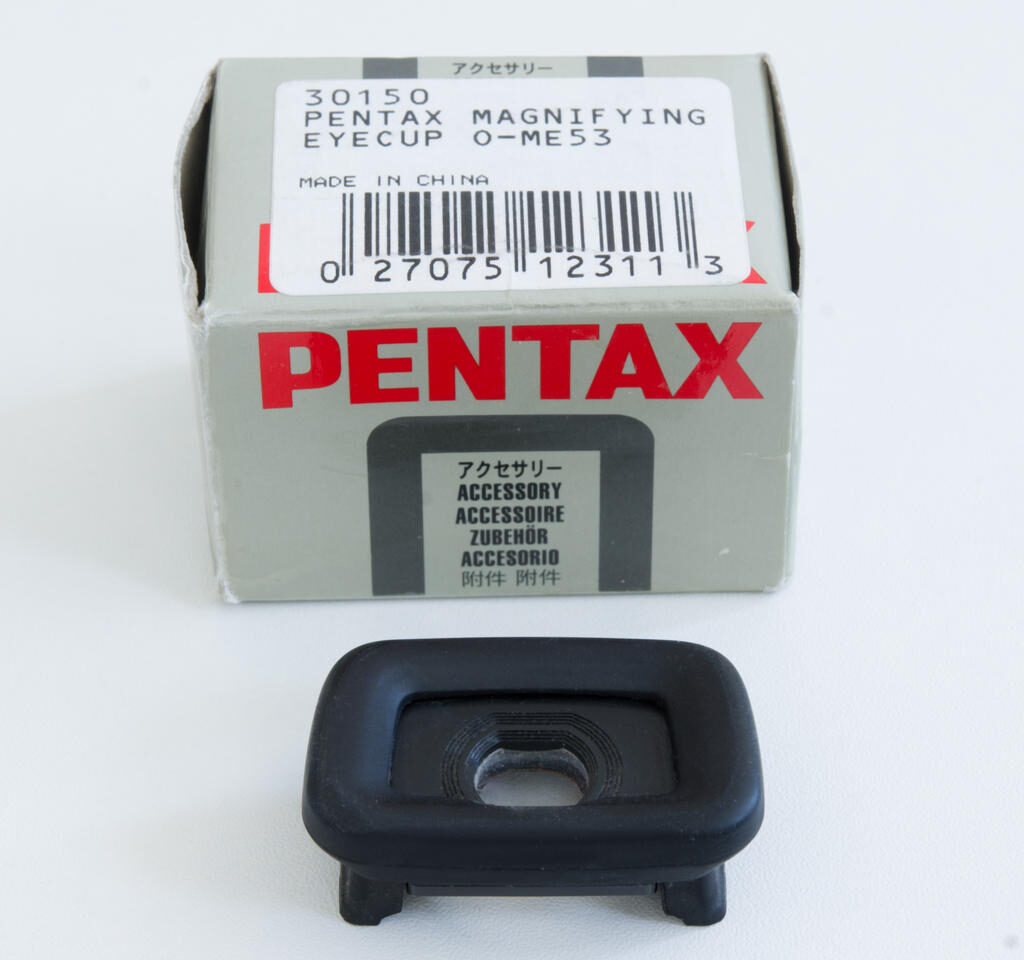 アクセサリー
30150
PENTAX MAGNIFYING
EYECUP O-ME53
MADE IN CHINA
0 27075 12311 3
PENTAX
アクセサリー
ACCESSORY
ACCESSOIRE
ZUBEHÖR
ACCESORIO
附件 附件